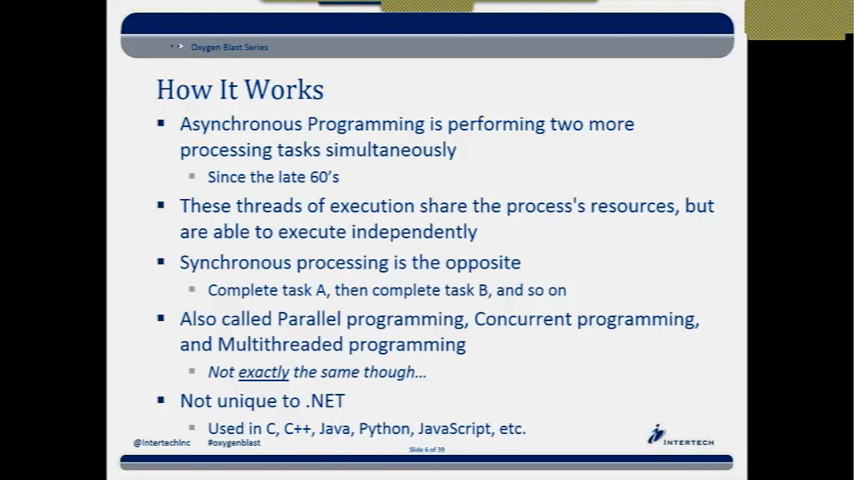 Oxygen Blast Series
How It Works
Asynchronous Programming is performing two more
processing tasks simultaneously
Since the late 60's
These threads of execution share the process's resources, but
are able to execute independently
Synchronous processing is the opposite
Complete task A, then complete task B, and so on
Also called Parallel programming, Concurrent programming,
and Multithreaded programming
Not exactly the same though...
Not unique to .NET
Used in C, C++, Java, Python, JavaScript, etc.
@IntertechInc #oxygenblast
Slide 6 of 39
INTERTECH